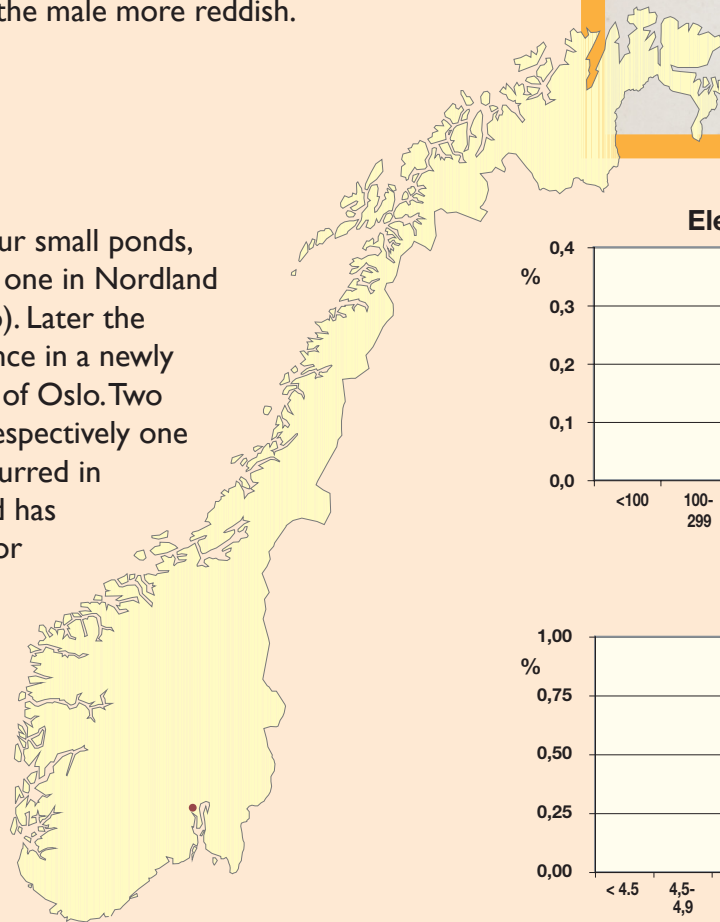 the male more reddish.
ur small ponds,
one in Nordland
). Later the
nce in a newly
of Oslo. Two
espectively one
urred in
has
or
Ele
0,4
%
0,3
0,2
0,1
0,0
<100
100-
299
1,00
%
0,75
0,50
0,25
0,00
< 4.5
4,5-
4,9